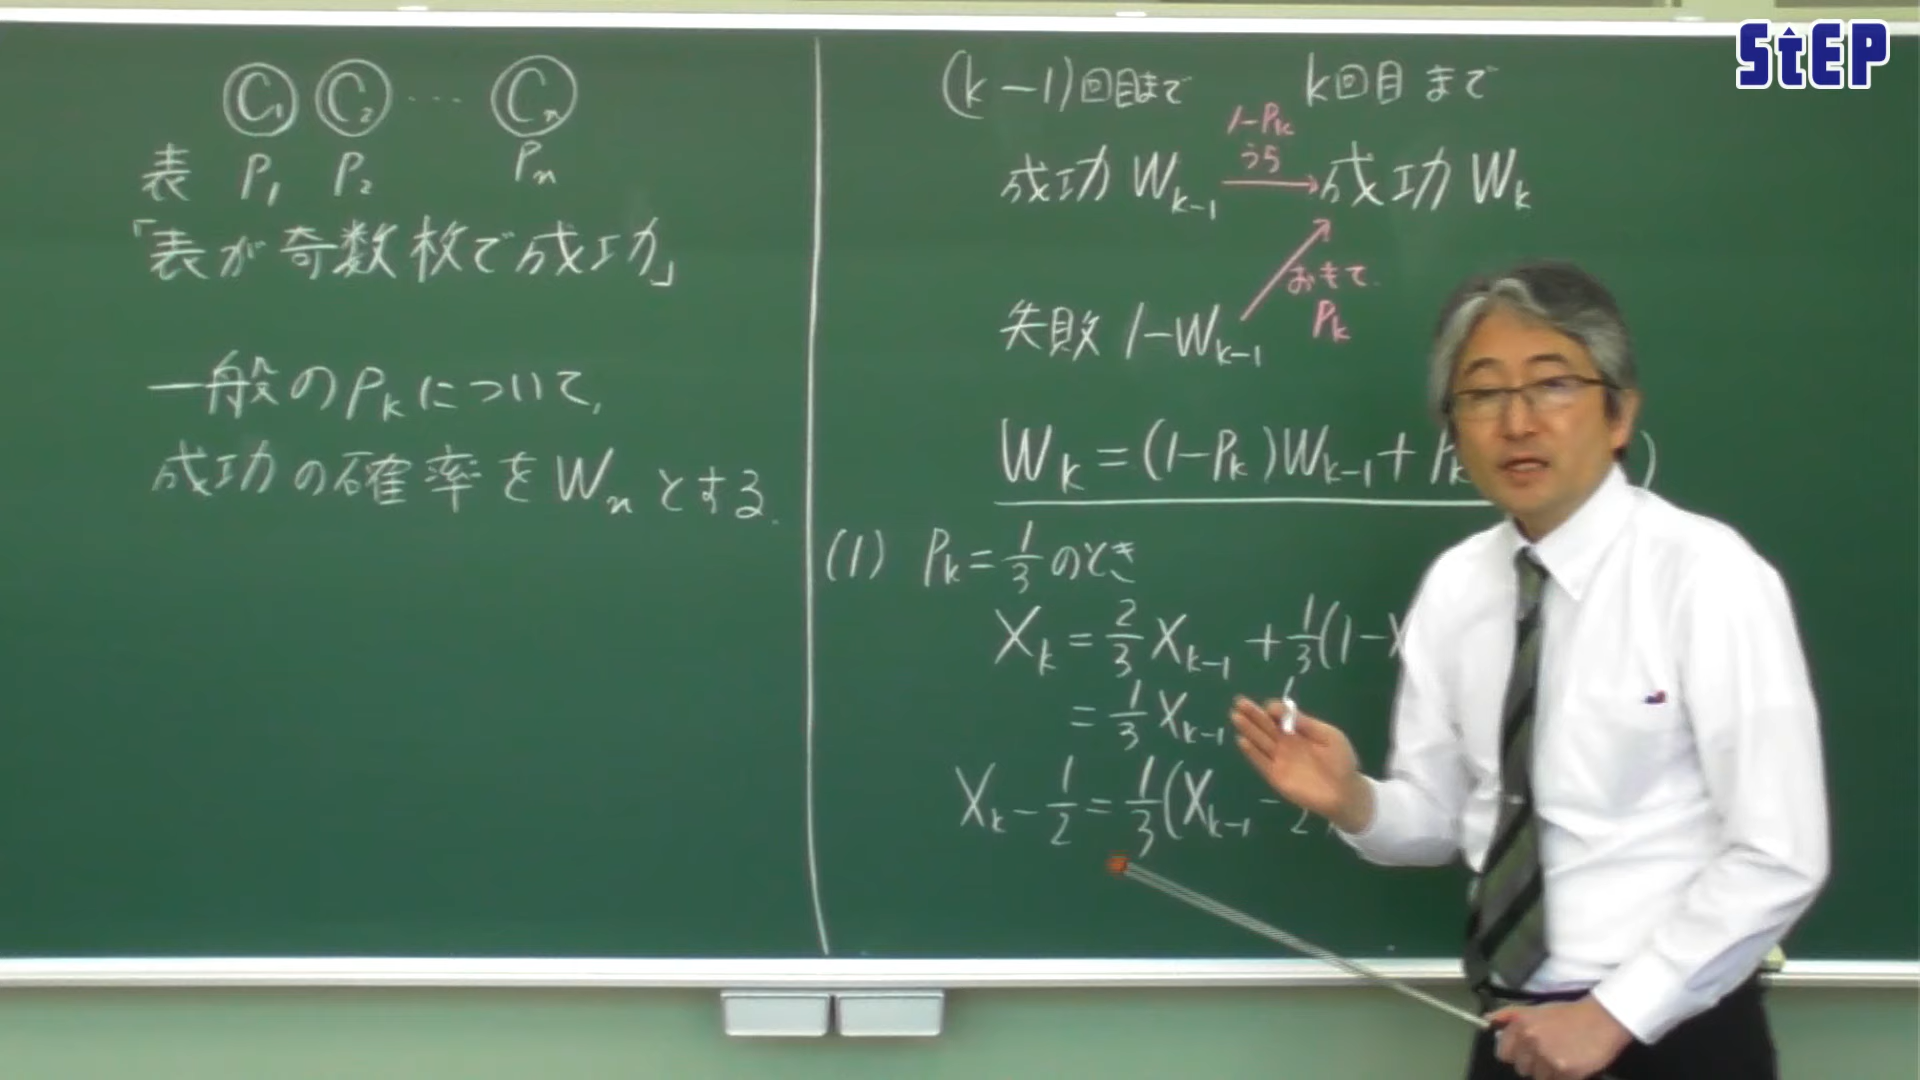 StEP
C₁ C₂ … Cₙ
表 P₁ P₂ Pₙ
「表が奇数枚で成功」
一般のPₖについて,
成功の確率をWₙとする.
(k-1)回目まで k回目まで
1-Pₖ
うら
成功 Wₖ₋₁ 成功 Wₖ
おもて
Pₖ
失敗 1-Wₖ₋₁
Wₖ=(1-Pₖ)Wₖ₋₁+Pₖ )
(1) Pₖ=1/3のとき
Xₖ=2/3Xₖ₋₁+1/3(1-X
=1/3Xₖ₋₁
Xₖ-1/2=1/3(Xₖ₋₁-